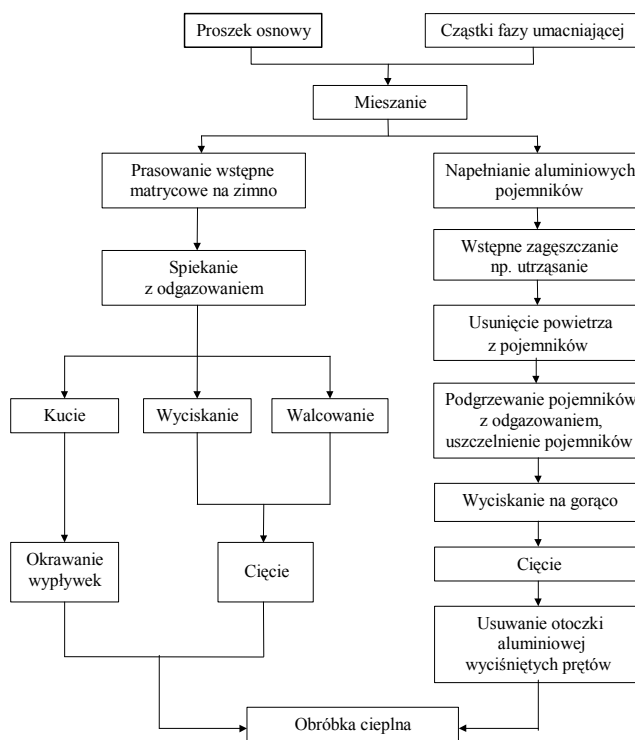 Proszek osnowy
Cząstki fazy umacniającej
Mieszanie
Prasowanie wstępne
matrycowe na zimno
Spiekanie
z odgazowaniem
Kucie
Wyciskanie
Walcowanie
Okrawanie
wypływek
Cięcie
Napełnianie aluminiowych
pojemników
Wstępne zagęszczanie
np. utrząsanie
Usunięcie powietrza
z pojemników
Podgrzewanie pojemników
z odgazowaniem,
uszczelnienie pojemników
Wyciskanie na gorąco
Cięcie
Usuwanie otoczki
aluminiowej
wyciśniętych prętów
Obróbka cieplna